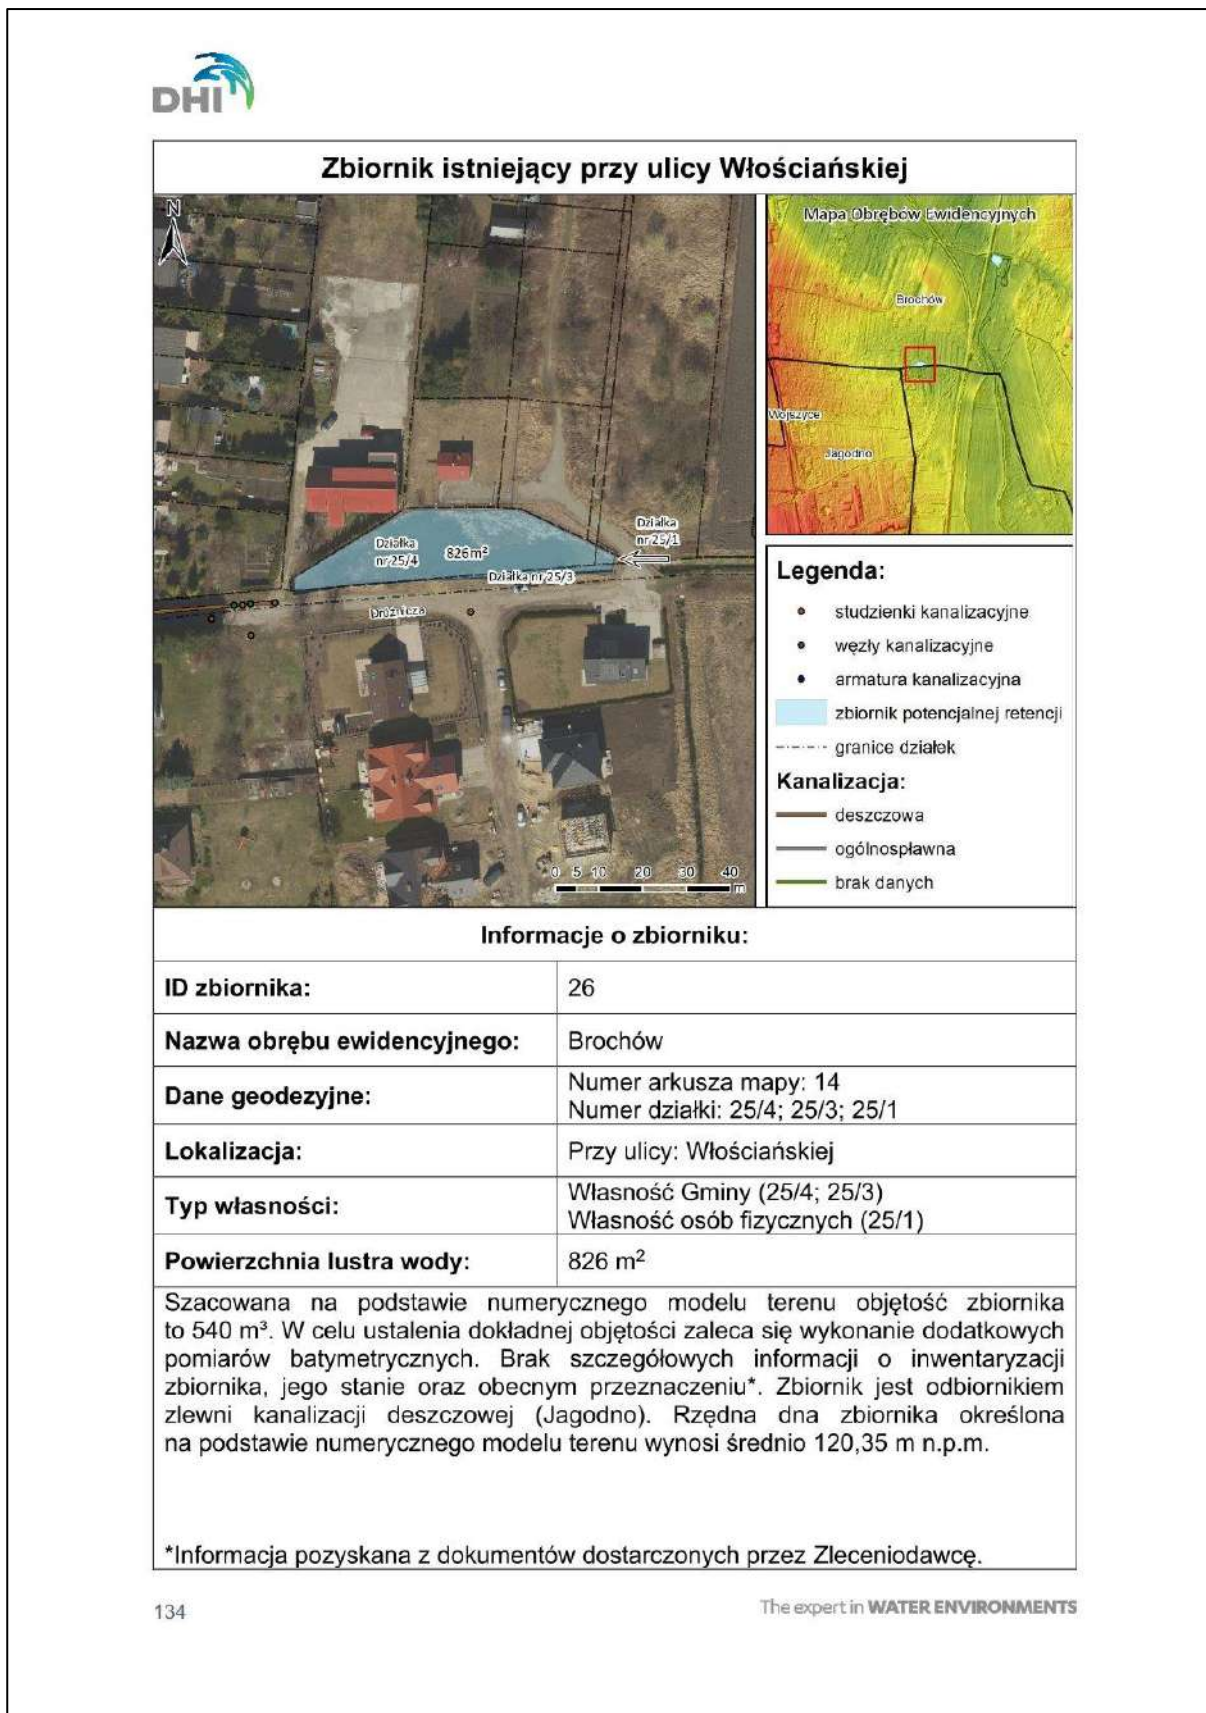 DHI
Zbiornik istniejący przy ulicy Włościańskiej
N
Działka
nr 25/4
826m²
Działka nr 25/3
Działka
nr 25/1
Dróżnicza
0 5 10 20 30 40
m
Mapa Obrębów Ewidencyjnych
Brochów
Wojszyce
Jagodno
Legenda:
studzienki kanalizacyjne
węzły kanalizacyjne
armatura kanalizacyjna
zbiornik potencjalnej retencji
granice działek
Kanalizacja:
deszczowa
ogólnospławna
brak danych
Informacje o zbiorniku:
ID zbiornika: 26
Nazwa obrębu ewidencyjnego: Brochów
Dane geodezyjne: Numer arkusza mapy: 14
Numer działki: 25/4; 25/3; 25/1
Lokalizacja: Przy ulicy: Włościańskiej
Typ własności: Własność Gminy (25/4; 25/3)
Własność osób fizycznych (25/1)
Powierzchnia lustra wody: 826 m²
Szacowana na podstawie numerycznego modelu terenu objętość zbiornika
to 540 m³. W celu ustalenia dokładnej objętości zaleca się wykonanie dodatkowych
pomiarów batymetrycznych. Brak szczegółowych informacji o inwentaryzacji
zbiornika, jego stanie oraz obecnym przeznaczeniu*. Zbiornik jest odbiornikiem
zlewni kanalizacji deszczowej (Jagodno). Rzędna dna zbiornika określona
na podstawie numerycznego modelu terenu wynosi średnio 120,35 m n.p.m.
*Informacja pozyskana z dokumentów dostarczonych przez Zleceniodawcę.
134
The expert in WATER ENVIRONMENTS